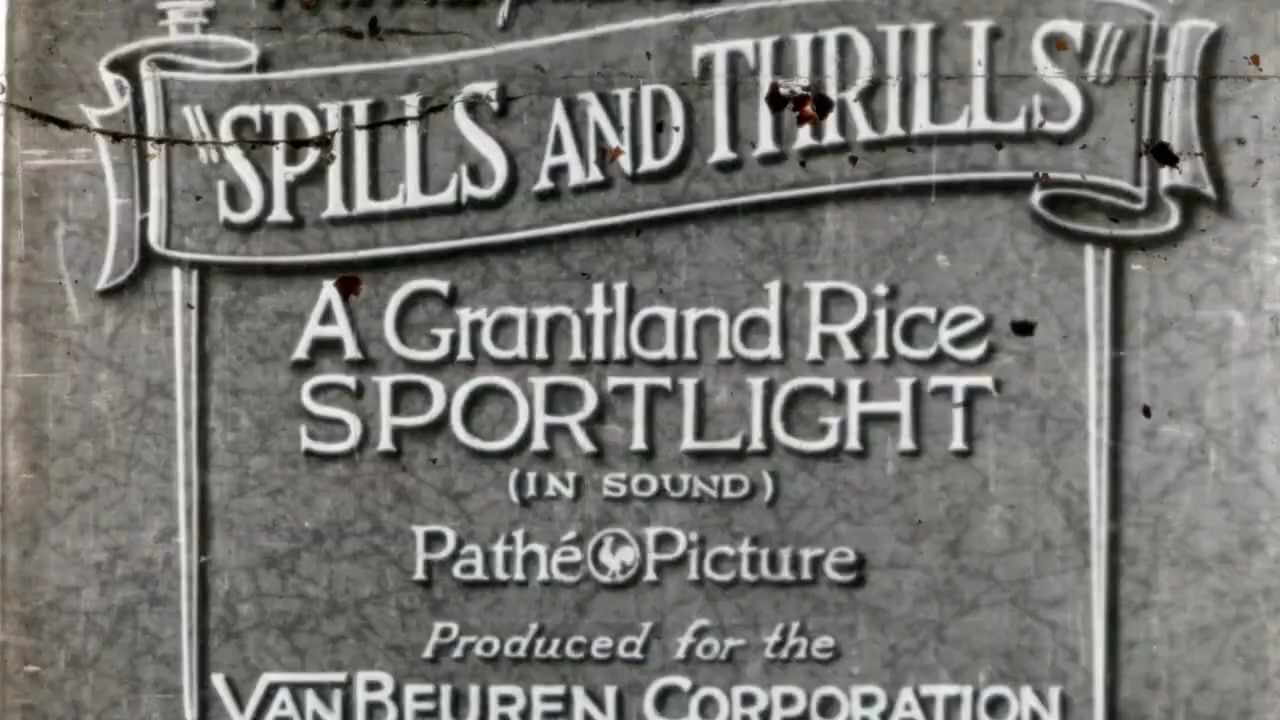 "SPILLS AND THRILLS"
A Grantland Rice
SPORTLIGHT
(IN SOUND)
Pathé Picture
Produced for the
VAN BEUREN CORPORATION